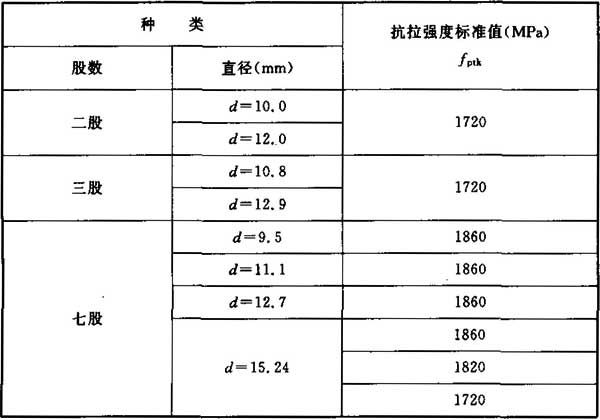 种 类
抗拉强度标准值(MPa)
fptk
股数
直径(mm)
二股
d=10.0
d=12.0
1720
三股
d=10.8
d=12.9
1720
七股
d=9.5
1860
d=11.1
1860
d=12.7
1860
d=15.24
1860
1820
1720